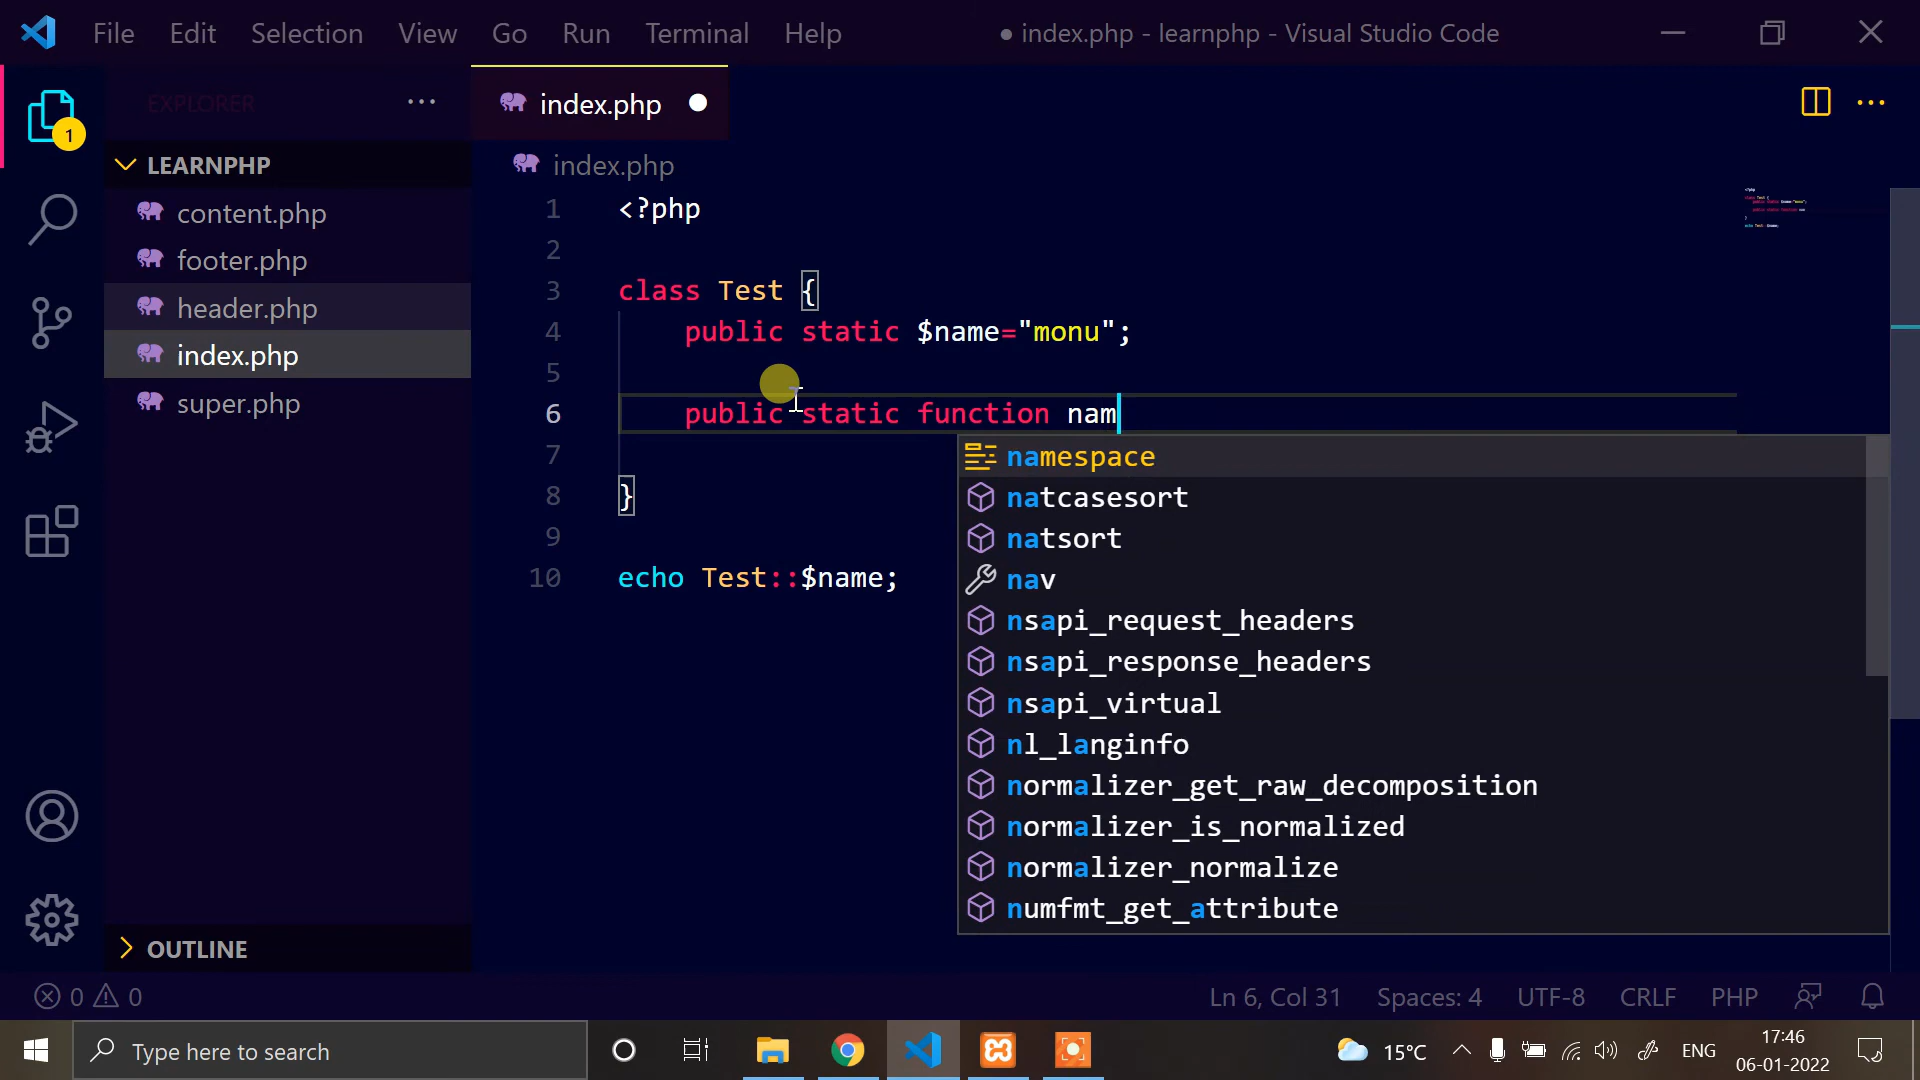 File Edit Selection View Go Run Terminal Help ● index.php - learnphp - Visual Studio Code
EXPLORER ···
index.php ●
1
LEARNPHP
content.php
footer.php
header.php
index.php
super.php
OUTLINE
index.php
1 <?php
2
3 class Test {
4 public static $name="monu";
5
6 public static function nam
7
8 }
9
10 echo Test::$name;
namespace
natcasesort
natsort
nav
nsapi_request_headers
nsapi_response_headers
nsapi_virtual
nl_langinfo
normalizer_get_raw_decomposition
normalizer_is_normalized
normalizer_normalize
numfmt_get_attribute
0 0 Ln 6, Col 31 Spaces: 4 UTF-8 CRLF PHP
Type here to search 15°C ENG 17:46
06-01-2022